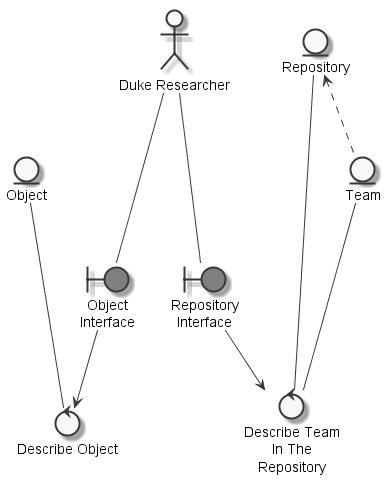 Duke Researcher
Repository
Object
Team
Object
Interface
Repository
Interface
Describe Object
Describe Team
In The
Repository